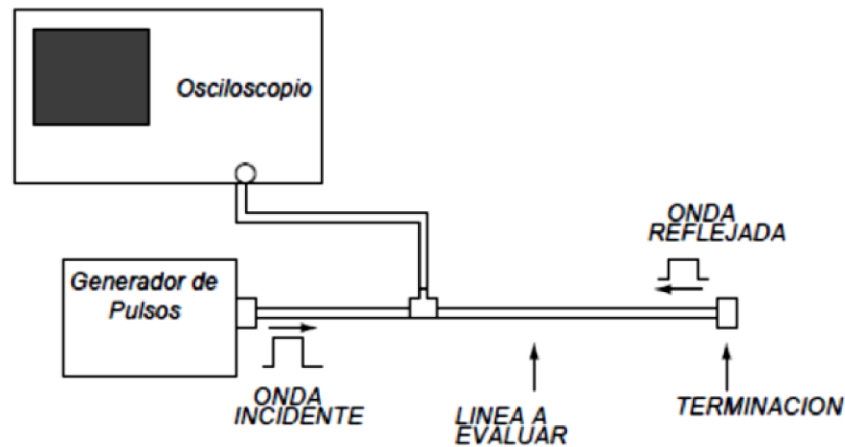 Osciloscopio
Generador de
Pulsos
ONDA
REFLEJADA
ONDA
INCIDENTE
LINEA A
EVALUAR
TERMINACION